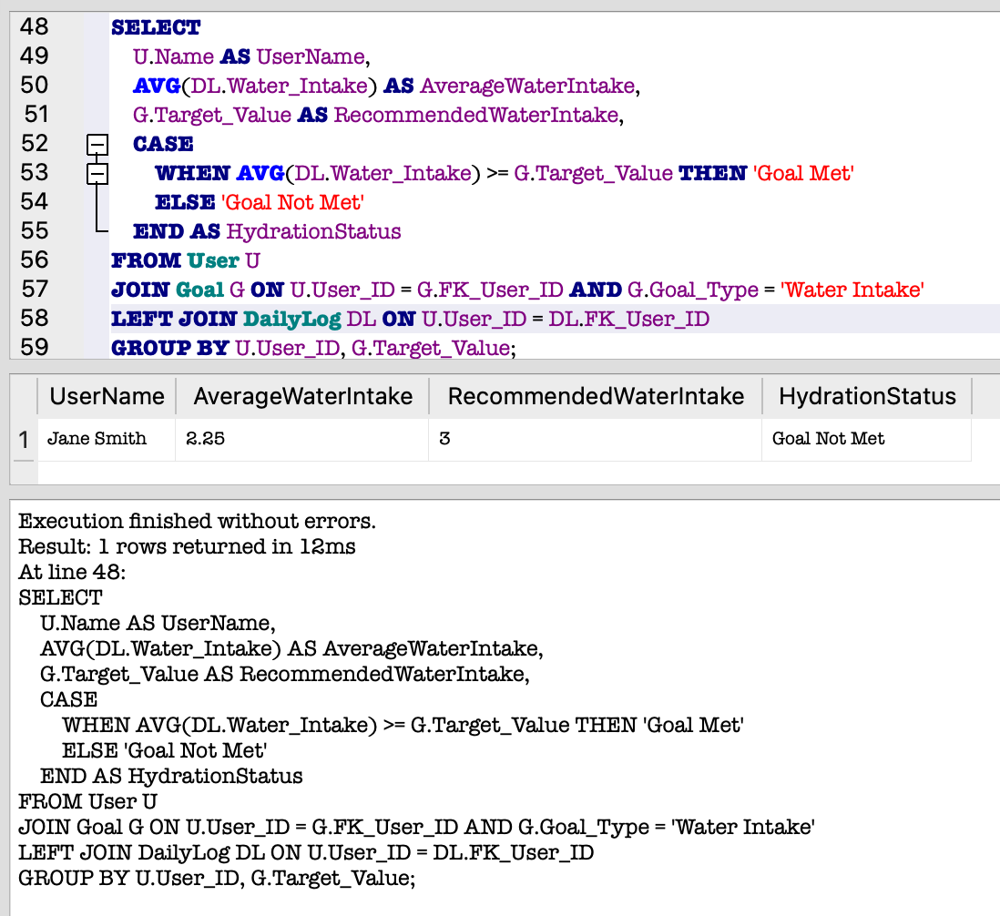 48 SELECT
49 U.Name AS UserName,
50 AVG(DL.Water_Intake) AS AverageWaterIntake,
51 G.Target_Value AS RecommendedWaterIntake,
52 CASE
53 WHEN AVG(DL.Water_Intake) >= G.Target_Value THEN 'Goal Met'
54 ELSE 'Goal Not Met'
55 END AS HydrationStatus
56 FROM User U
57 JOIN Goal G ON U.User_ID = G.FK_User_ID AND G.Goal_Type = 'Water Intake'
58 LEFT JOIN DailyLog DL ON U.User_ID = DL.FK_User_ID
59 GROUP BY U.User_ID, G.Target_Value;
UserName AverageWaterIntake RecommendedWaterIntake HydrationStatus
1 Jane Smith 2.25 3 Goal Not Met
Execution finished without errors.
Result: 1 rows returned in 12ms
At line 48:
SELECT
U.Name AS UserName,
AVG(DL.Water_Intake) AS AverageWaterIntake,
G.Target_Value AS RecommendedWaterIntake,
CASE
WHEN AVG(DL.Water_Intake) >= G.Target_Value THEN 'Goal Met'
ELSE 'Goal Not Met'
END AS HydrationStatus
FROM User U
JOIN Goal G ON U.User_ID = G.FK_User_ID AND G.Goal_Type = 'Water Intake'
LEFT JOIN DailyLog DL ON U.User_ID = DL.FK_User_ID
GROUP BY U.User_ID, G.Target_Value;